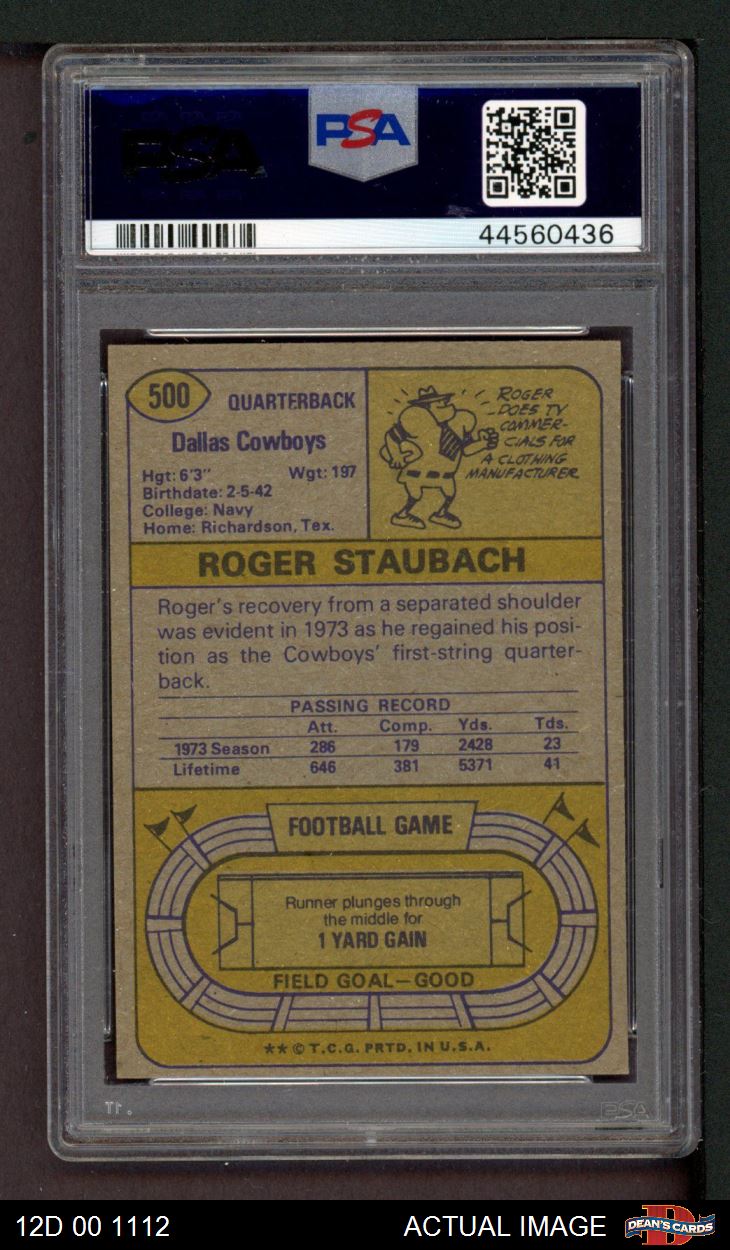 PSA
PSA
44560436
500
QUARTERBACK
Dallas Cowboys
Hgt: 6'3" Wgt: 197
Birthdate: 2-5-42
College: Navy
Home: Richardson, Tex.
ROGER
DOES TV
COMMER-
CIALS FOR
A CLOTHING
MANUFACTURER
ROGER STAUBACH
Roger's recovery from a separated shoulder
was evident in 1973 as he regained his posi-
tion as the Cowboys' first-string quarter-
back.
PASSING RECORD
Att. Comp. Yds. Tds.
1973 Season 286 179 2428 23
Lifetime 646 381 5371 41
FOOTBALL GAME
Runner plunges through
the middle for
1 YARD GAIN
FIELD GOAL—GOOD
** © T.C.G. PRTD. IN U.S.A.
PSA
12D 00 1112
ACTUAL IMAGE
DEAN'S CARDS